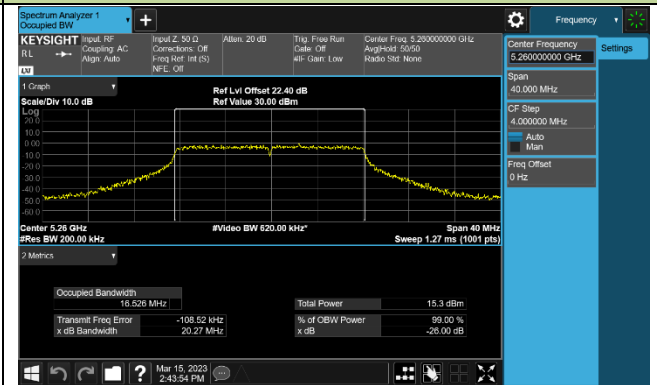 Spectrum Analyzer 1
Occupied BW
+
Frequency
KEYSIGHT
RL
LXI
Input: RF
Coupling: AC
Align: Auto
Input Z: 50 Ω
Corrections: Off
Freq Ref: Int (S)
NFE: Off
Atten: 20 dB
Trig: Free Run
Gate: Off
#IF Gain: Low
Center Freq: 5.260000000 GHz
Avg|Hold: 50/50
Radio Std: None
Center Frequency
5.260000000 GHz
Settings
Span
40.000 MHz
CF Step
4.000000 MHz
Auto
Man
Freq Offset
0 Hz
1 Graph
Scale/Div 10.0 dB
Ref Lvl Offset 22.40 dB
Ref Value 30.00 dBm
Log
20.0
10.0
0.00
-10.0
-20.0
-30.0
-40.0
-50.0
-60.0
Center 5.26 GHz
#Res BW 200.00 kHz
#Video BW 620.00 kHz*
Span 40 MHz
Sweep 1.27 ms (1001 pts)
2 Metrics
Occupied Bandwidth
16.526 MHz
Transmit Freq Error -108.52 kHz
x dB Bandwidth 20.27 MHz
Total Power 15.3 dBm
% of OBW Power 99.00 %
x dB -26.00 dB
?
Mar 15, 2023
2:43:54 PM